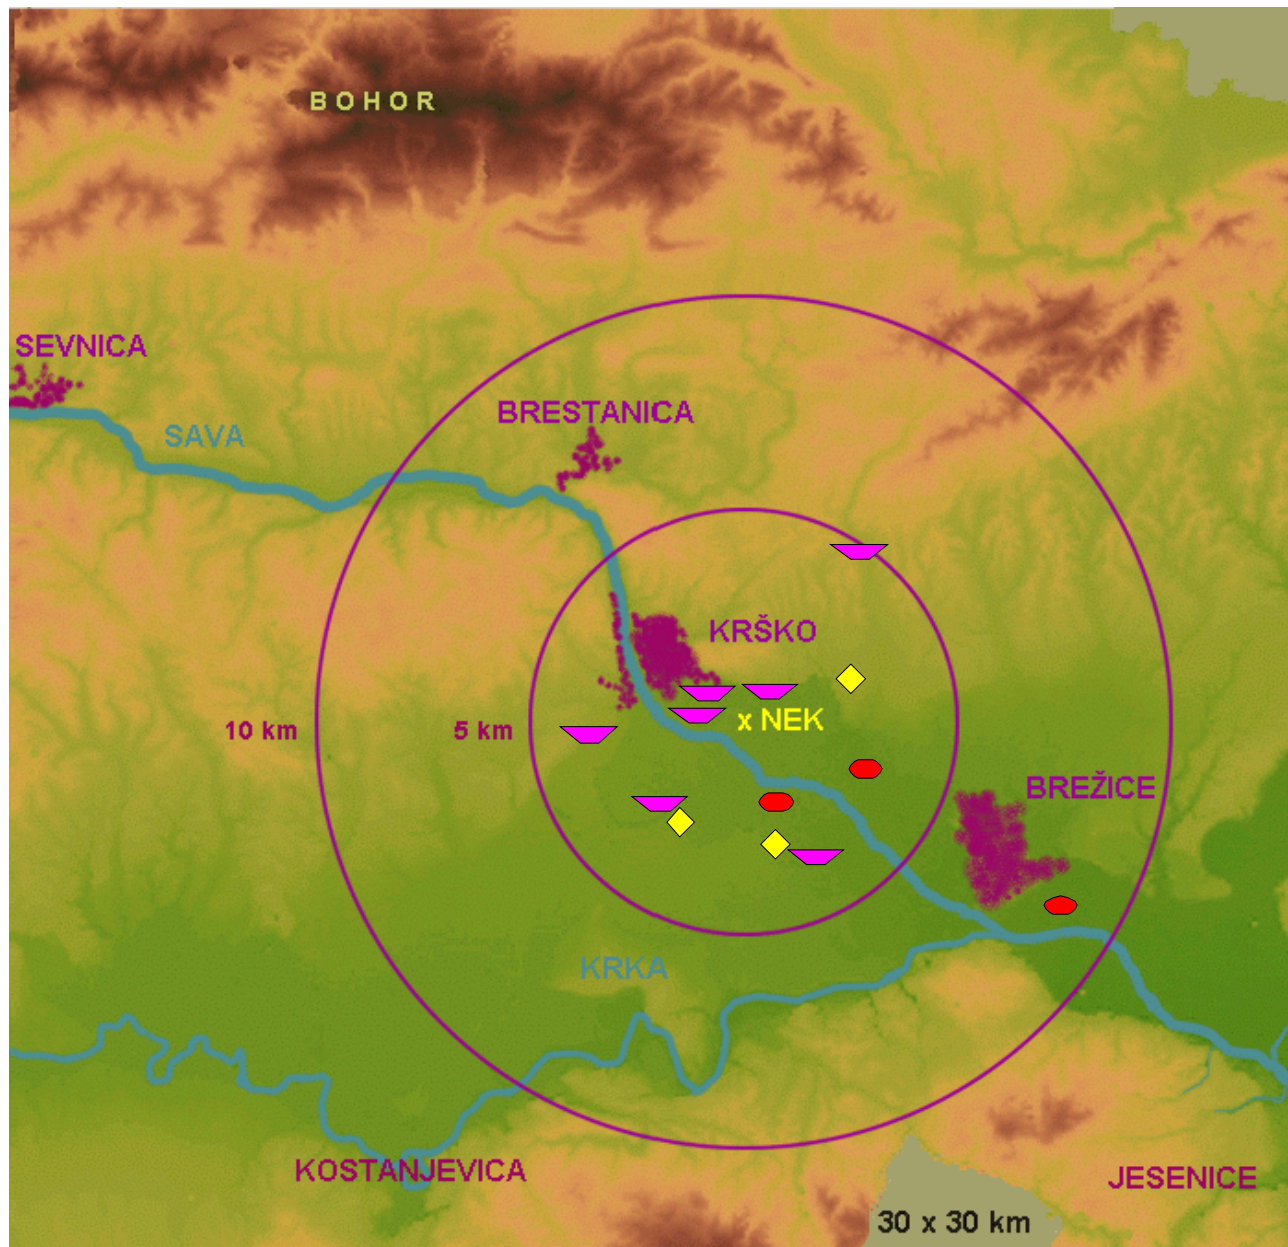 BOHOR
SEVNICA
BRESTANICA
SAVA
KRŠKO
x NEK
10 km
5 km
BREŽICE
KRKA
KOSTANJEVICA
JESENICE
30 x 30 km